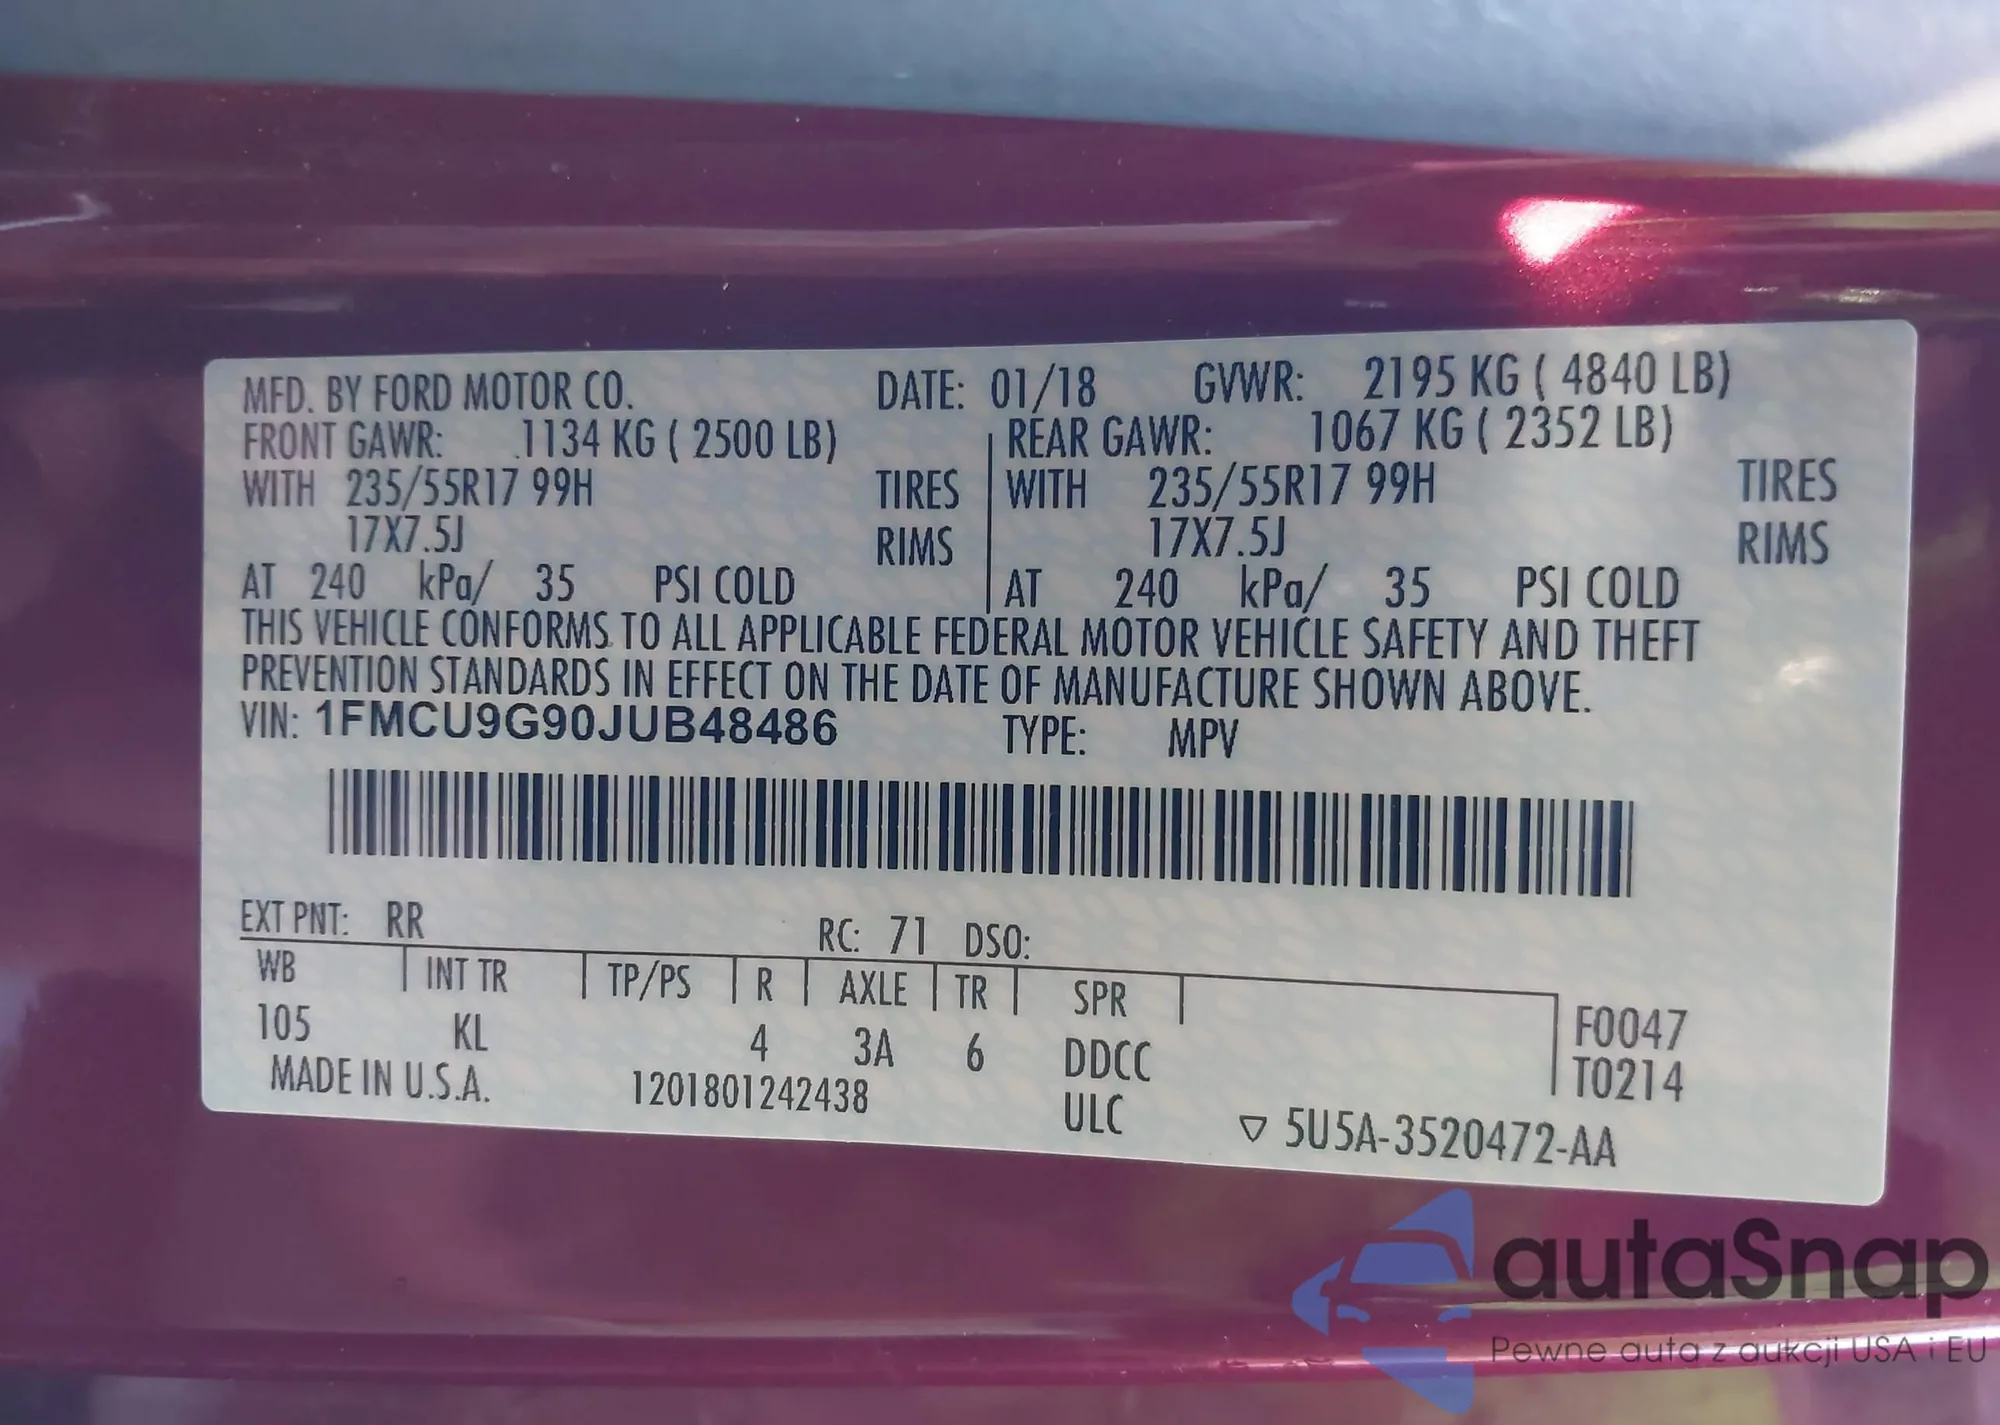 MFD. BY FORD MOTOR CO. DATE: 01/18 GVWR: 2195 KG ( 4840 LB)
FRONT GAWR: 1134 KG ( 2500 LB) REAR GAWR: 1067 KG ( 2352 LB)
WITH 235/55R17 99H TIRES WITH 235/55R17 99H TIRES
17X7.5J RIMS 17X7.5J RIMS
AT 240 kPa/ 35 PSI COLD AT 240 kPa/ 35 PSI COLD
THIS VEHICLE CONFORMS TO ALL APPLICABLE FEDERAL MOTOR VEHICLE SAFETY AND THEFT
PREVENTION STANDARDS IN EFFECT ON THE DATE OF MANUFACTURE SHOWN ABOVE.
VIN: 1FMCU9G90JUB48486 TYPE: MPV
EXT PNT: RR RC: 71 DSO:
WB INT TR TP/PS R AXLE TR SPR
105 KL 4 3A 6 DDCC
F0047
T0214
MADE IN U.S.A. 1201801242438 ULC ▽ 5U5A-3520472-AA
autaSnap
Pewne auta z aukcji USA i EU